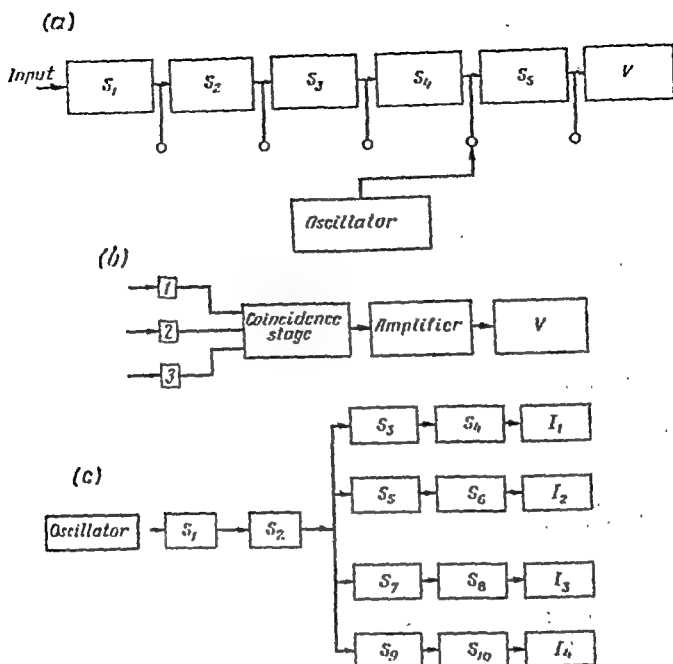 (a)
Input S₁ S₂ S₃ S₄ S₅ V
Oscillator
(b)
1
2
3
Coincidence
stage
Amplifier
V
(c)
Oscillator S₁ S₂
S₃ S₄ I₁
S₅ S₆ I₂
S₇ S₈ I₃
S₉ S₁₀ I₄